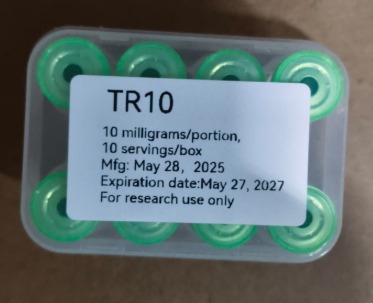 TR10
10 milligrams/portion,
10 servings/box
Mfg: May 28, 2025
Expiration date:May 27, 2027
For research use only